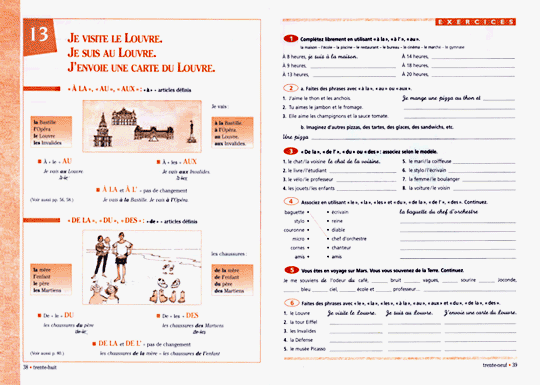 13
JE VISITE LE LOUVRE.
JE SUIS AU LOUVRE.
J'ENVOIE UNE CARTE DU LOUVRE.
« À LA », « AU », « AUX » : « à » + articles définis
Je vais :
la Bastille
l'Opéra
le Louvre
les Invalides
à la Bastille
à l'Opéra
au Louvre
aux Invalides
■ À + le = AU
Je vais au Louvre
■ À + les = AUX
Je vais aux Invalides.
■ À LA ET À L' = pas de changement
Je vais à la Bastille. Je vais à l'Opéra.
« DE LA », « DU », « DES » : « de » + articles définis
les chaussures :
la mère
l'enfant
le père
les Martiens
de la mère
de l'enfant
du père
des Martiens
■ De + le = DU
les chaussures du père
■ De + les = DES
les chaussures des Martiens
■ DE LA ET DE L' = pas de changement
les chaussures de la mère - les chaussures de l'enfant
38 • trente-huit
EXERCICES
1 Complétez librement en utilisant « à la », « à l' », « au ».
la maison – l'école – la piscine – le restaurant – le bureau – le cinéma – le marché – le gymnase
À 8 heures, je suis à la maison.
À 9 heures,
À 13 heures,
À 14 heures,
À 18 heures,
À 20 heures,
2 a. Faites des phrases avec « à la », « au » ou « aux ».
1. J'aime le thon et les anchois. Je mange une pizza au thon et
2. Tu aimes le jambon et le fromage.
3. Elle aime les champignons et la sauce tomate.
b. Imaginez d'autres pizzas, des tartes, des glaces, des sandwichs, etc.
Une pizza
3 « De la », « de l' », « du » ou « des » : associez selon le modèle.
1. le chat/la voisine le chat de la voisine.
2. le livre/l'étudiant
3. le vélo/le professeur
4. les jouets/les enfants
5. le mari/la coiffeuse
6. le stylo/l'écrivain
7. la femme/le boulanger
8. la voiture/le voisin
4 Associez en utilisant « le », « la », « les » et « du », « de la », « de l' », « des ». Continuez.
baguette • • écrivain
stylo • • reine
couronne • • diable
micro • • chef d'orchestre
cornes • • chanteur
amis • • amis
la baguette du chef d'orchestre
5 Vous êtes en voyage sur Mars. Vous vous souvenez de la Terre. Continuez.
Je me souviens de l'odeur du café, bruit vagues, sourire Joconde,
bleu ciel, école et professeur...
6 Faites des phrases avec « le », « la », « les », « à la », « au », « aux » et « du », « de la », « des ».
1. le Louvre Je visite le Louvre. Je suis au Louvre. J'envoie une carte du Louvre.
2. la tour Eiffel
3. les Invalides
4. la Défense
5. le musée Picasso
trente-neuf • 39